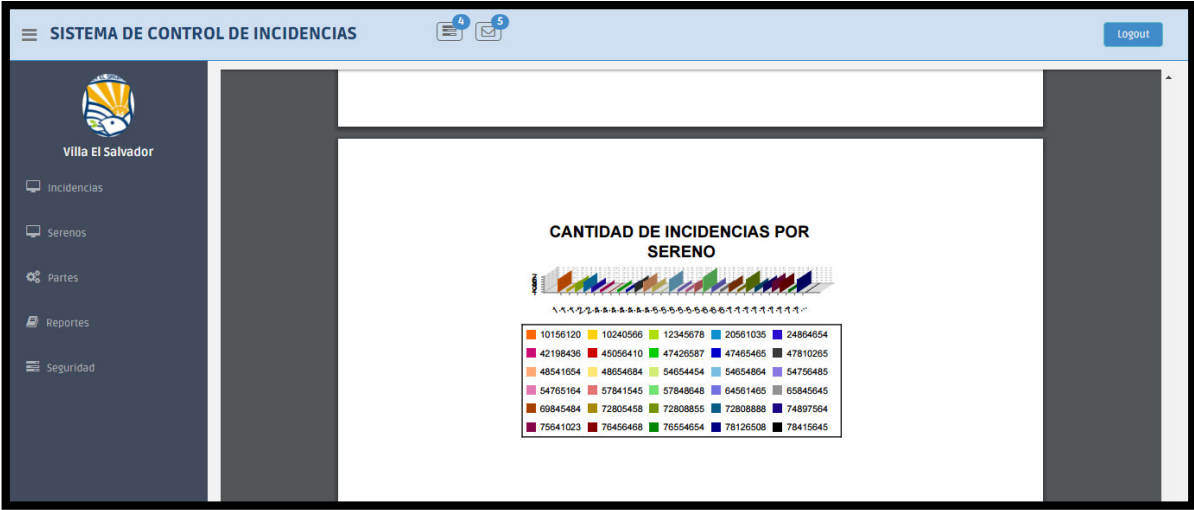 SISTEMA DE CONTROL DE INCIDENCIAS 4 5 Logout
Villa El Salvador
Incidencias
Serenos
Partes
Reportes
Seguridad
CANTIDAD DE INCIDENCIAS POR
SERENO
10156120 10240566 12345678 20561035 24864654
42198436 45056410 47426587 47465465 47810265
48541654 48654684 54654454 54654864 54756485
54765164 57841545 57848648 64561465 65845645
69845484 72805458 72808855 72808888 74897564
75641023 76456468 76554654 78126508 78415645